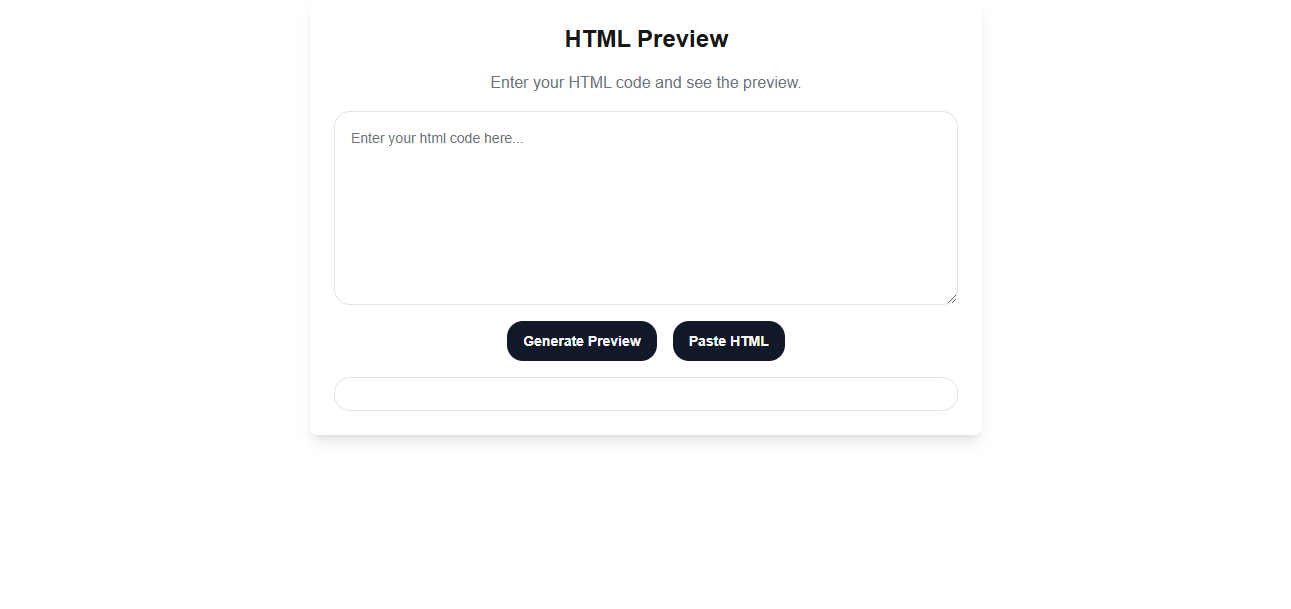 HTML Preview
Enter your HTML code and see the preview.
Enter your html code here...
Generate Preview
Paste HTML